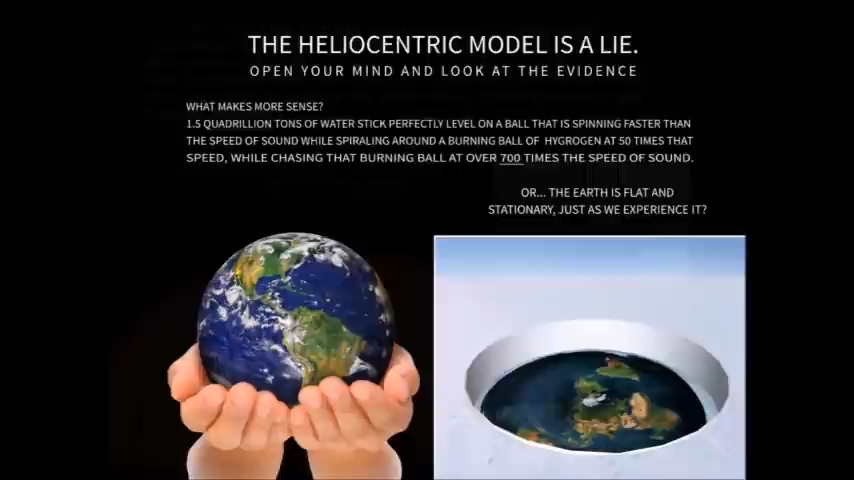 THE HELIOCENTRIC MODEL IS A LIE.
OPEN YOUR MIND AND LOOK AT THE EVIDENCE
WHAT MAKES MORE SENSE?
1.5 QUADRILLION TONS OF WATER STICK PERFECTLY LEVEL ON A BALL THAT IS SPINNING FASTER THAN
THE SPEED OF SOUND WHILE SPIRALING AROUND A BURNING BALL OF HYGROGEN AT 50 TIMES THAT
SPEED, WHILE CHASING THAT BURNING BALL AT OVER 700 TIMES THE SPEED OF SOUND.
OR... THE EARTH IS FLAT AND
STATIONARY, JUST AS WE EXPERIENCE IT?